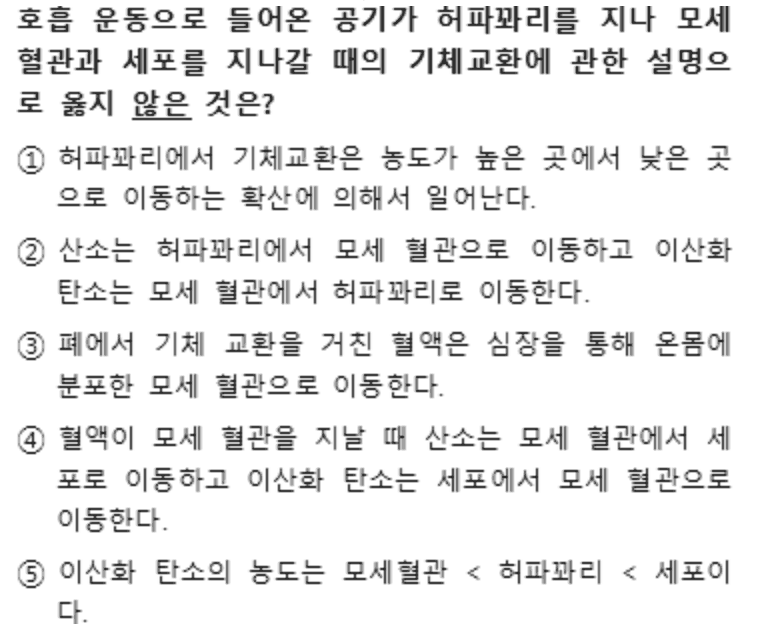 호흡 운동으로 들어온 공기가 허파꽈리를 지나 모세
혈관과 세포를 지나갈 때의 기체교환에 관한 설명으
로 옳지 않은 것은?
① 허파꽈리에서 기체교환은 농도가 높은 곳에서 낮은 곳
으로 이동하는 확산에 의해서 일어난다.
② 산소는 허파꽈리에서 모세 혈관으로 이동하고 이산화
탄소는 모세 혈관에서 허파꽈리로 이동한다.
③ 폐에서 기체 교환을 거친 혈액은 심장을 통해 온몸에
분포한 모세 혈관으로 이동한다.
④ 혈액이 모세 혈관을 지날 때 산소는 모세 혈관에서 세
포로 이동하고 이산화 탄소는 세포에서 모세 혈관으로
이동한다.
⑤ 이산화 탄소의 농도는 모세혈관 < 허파꽈리 < 세포이
다.